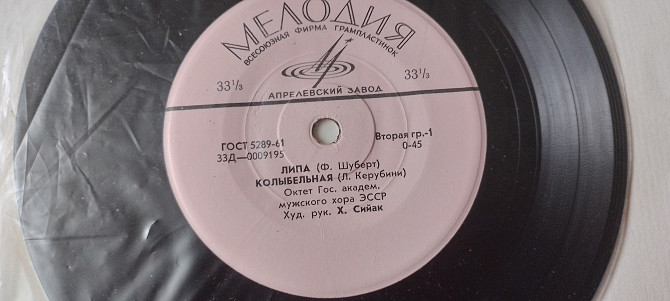 МЕЛОДИЯ
ВСЕСОЮЗНАЯ ФИРМА ГРАМПЛАСТИНОК
33⅓ 33⅓
АПРЕЛЕВСКИЙ ЗАВОД
ГОСТ 5289-61 Вторая гр.-1
33Д—0009195 0-45
ЛИПА (Ф. Шуберт)
КОЛЫБЕЛЬНАЯ (Л. Керубини)
Октет Гос. академ.
мужского хора ЭССР
Худ. рук. Х. Сийак